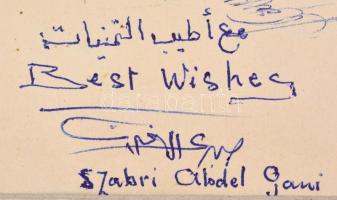 مع أطيب التمنيات
Best Wishes
Szabri Abdel Gani